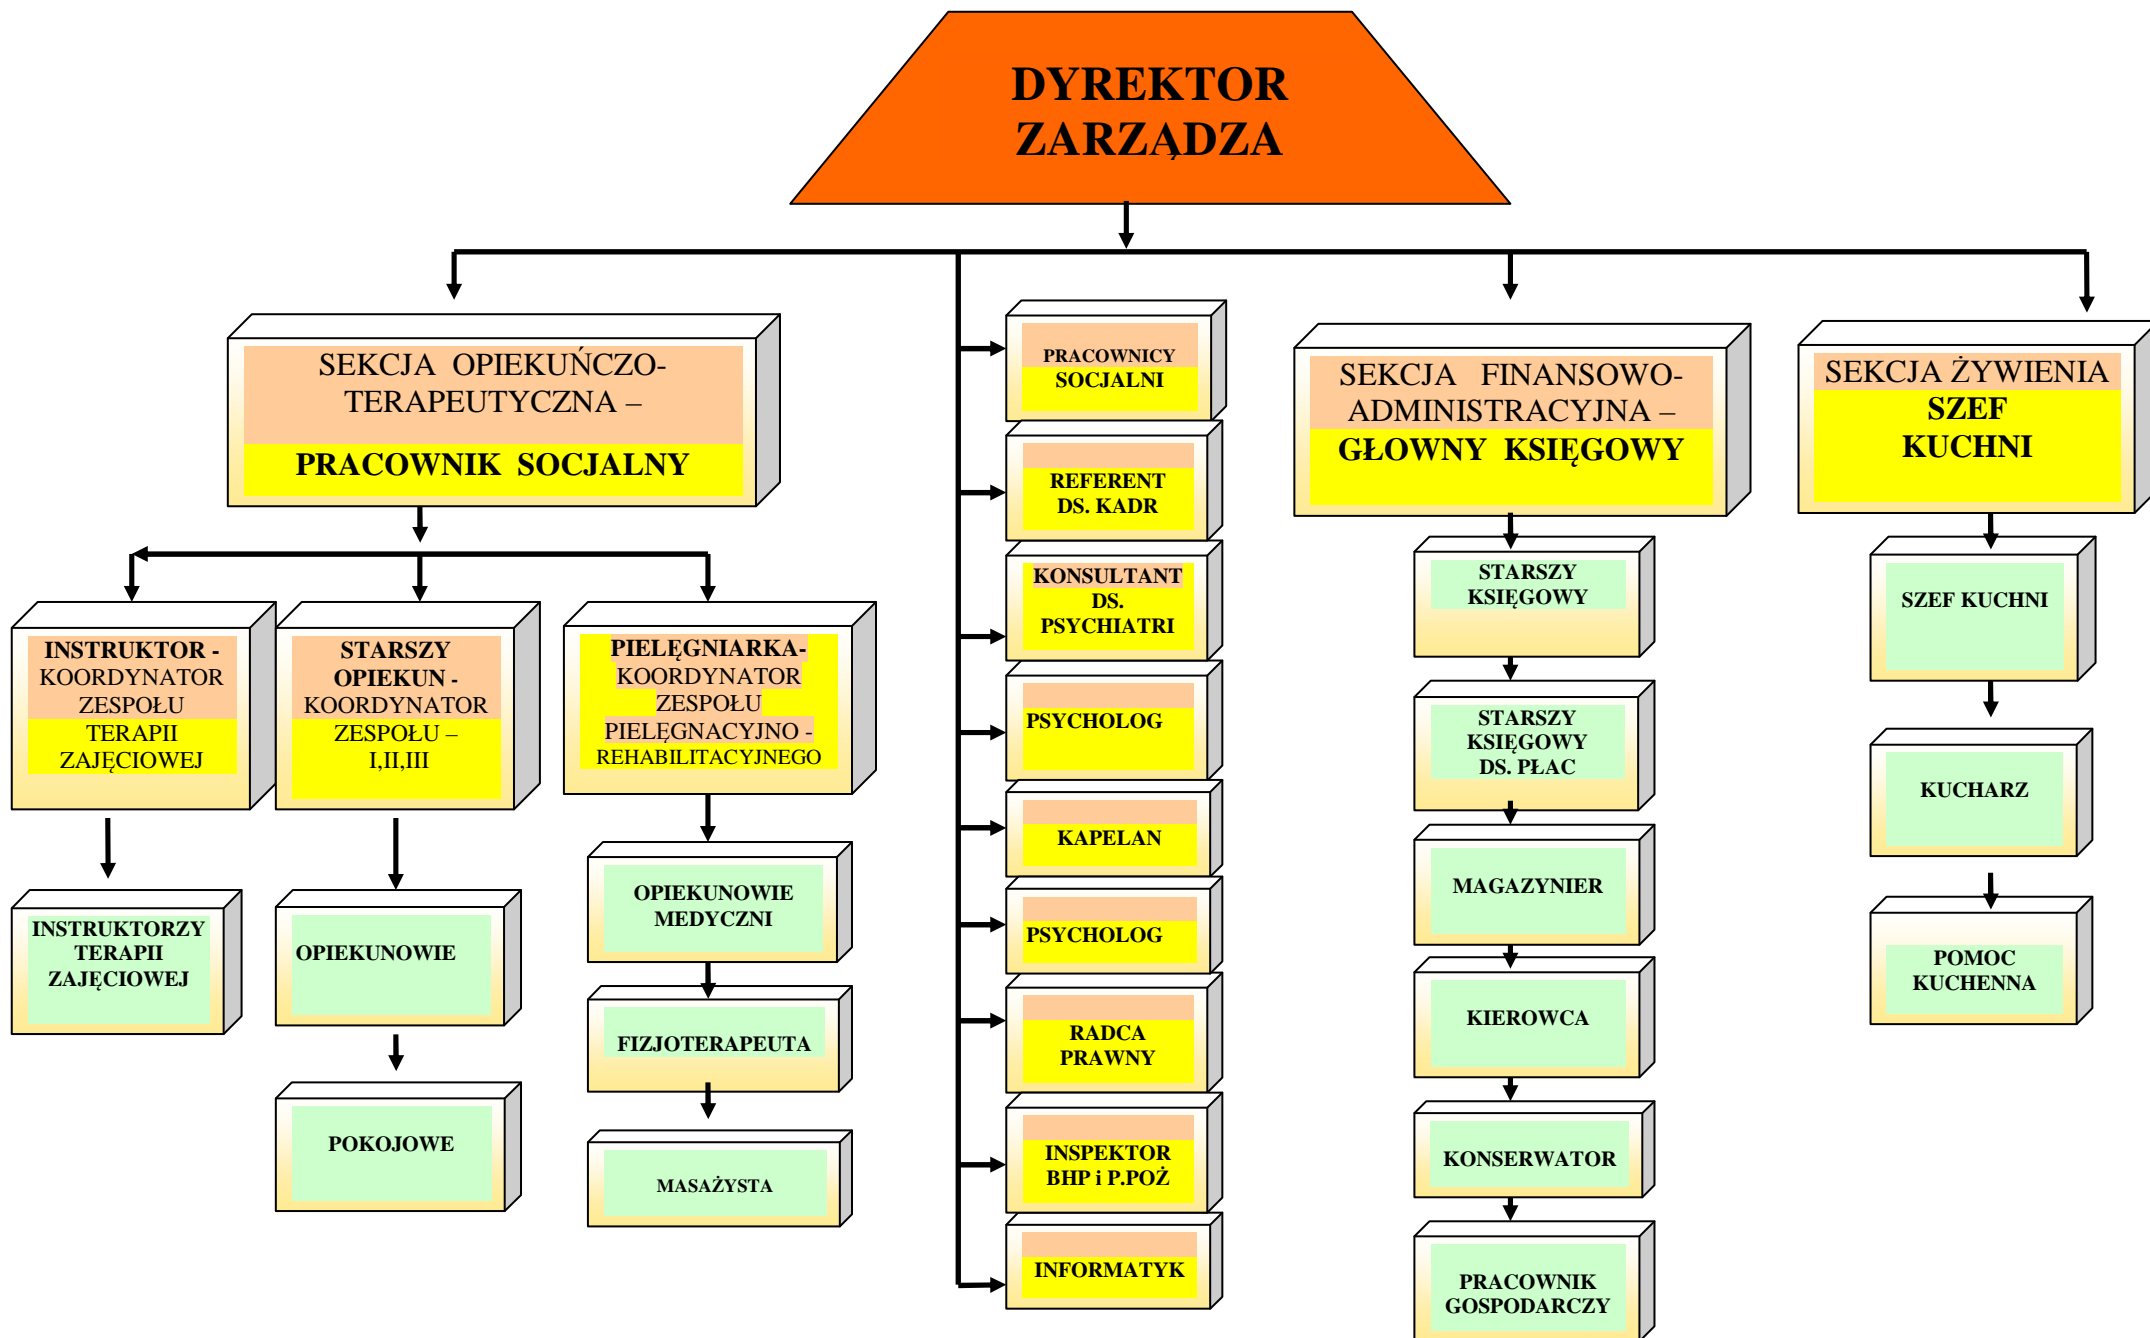 DYREKTOR
ZARZĄDZA
SEKCJA OPIEKUŃCZO-
TERAPEUTYCZNA –
PRACOWNIK SOCJALNY
INSTRUKTOR -
KOORDYNATOR
ZESPOŁU
TERAPII
ZAJĘCIOWEJ
INSTRUKTORZY
TERAPII
ZAJĘCIOWEJ
STARSZY
OPIEKUN -
KOORDYNATOR
ZESPOŁU –
I,II,III
OPIEKUNOWIE
POKOJOWE
PIELĘGNIARKA-
KOORDYNATOR
ZESPOŁU
PIELĘGNACYJNO -
REHABILITACYJNEGO
OPIEKUNOWIE
MEDYCZNI
FIZJOTERAPEUTA
MASAŻYSTA
PRACOWNICY
SOCJALNI
REFERENT
DS. KADR
KONSULTANT
DS.
PSYCHIATRI
PSYCHOLOG
KAPELAN
PSYCHOLOG
RADCA
PRAWNY
INSPEKTOR
BHP i P.POŻ
INFORMATYK
SEKCJA FINANSOWO-
ADMINISTRACYJNA –
GŁOWNY KSIĘGOWY
STARSZY
KSIĘGOWY
STARSZY
KSIĘGOWY
DS. PŁAC
MAGAZYNIER
KIEROWCA
KONSERWATOR
PRACOWNIK
GOSPODARCZY
SEKCJA ŻYWIENIA
SZEF
KUCHNI
SZEF KUCHNI
KUCHARZ
POMOC
KUCHENNA